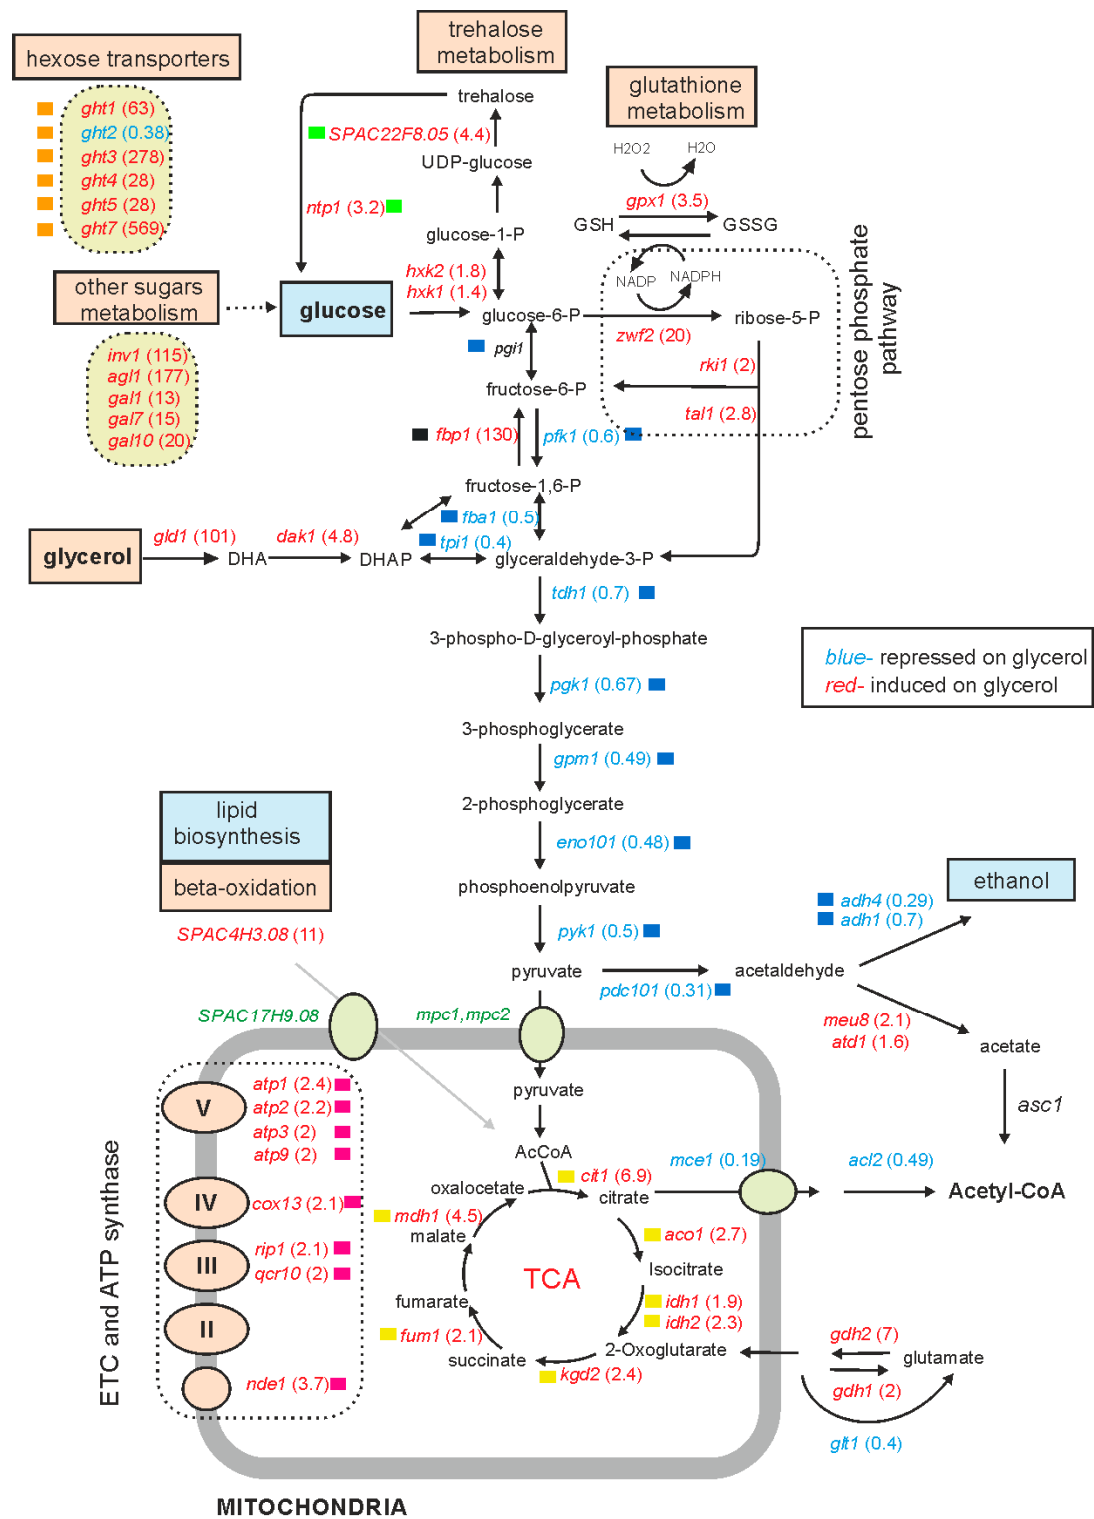 trehalose
metabolism
hexose transporters
ght1 (63)
ght2 (0.38)
ght3 (278)
ght4 (28)
ght5 (28)
ght7 (569)
glutathione
metabolism
trehalose
SPAC22F8.05 (4.4)
UDP-glucose
ntp1 (3.2)
glucose-1-P
H2O2
H2O
gpx1 (3.5)
GSH
GSSG
NADP
NADPH
other sugars
metabolism
inv1 (115)
agl1 (177)
gal1 (13)
gal7 (15)
gal10 (20)
glucose
hxk2 (1.8)
hxk1 (1.4)
glucose-6-P
zwf2 (20)
ribose-5-P
rki1 (2)
tal1 (2.8)
pentose phosphate
pathway
pgi1
fructose-6-P
fbp1 (130)
pfk1 (0.6)
fructose-1,6-P
fba1 (0.5)
tpi1 (0.4)
glycerol
gld1 (101)
DHA
dak1 (4.8)
DHAP
glyceraldehyde-3-P
tdh1 (0.7)
3-phospho-D-glyceroyl-phosphate
pgk1 (0.67)
3-phosphoglycerate
gpm1 (0.49)
2-phosphoglycerate
eno101 (0.48)
phosphoenolpyruvate
pyk1 (0.5)
pyruvate
blue- repressed on glycerol
red- induced on glycerol
lipid
biosynthesis
beta-oxidation
SPAC4H3.08 (11)
pdc101 (0.31)
acetaldehyde
adh4 (0.29)
adh1 (0.7)
ethanol
meu8 (2.1)
atd1 (1.6)
acetate
asc1
Acetyl-CoA
acl2 (0.49)
mce1 (0.19)
SPAC17H9.08
mpc1,mpc2
pyruvate
AcCoA
ETC and ATP synthase
V
atp1 (2.4)
atp2 (2.2)
atp3 (2)
atp9 (2)
IV
cox13 (2.1)
III
rip1 (2.1)
qcr10 (2)
II
nde1 (3.7)
TCA
oxalocetate
cit1 (6.9)
citrate
aco1 (2.7)
Isocitrate
idh1 (1.9)
idh2 (2.3)
2-Oxoglutarate
kgd2 (2.4)
succinate
fum1 (2.1)
fumarate
malate
mdh1 (4.5)
gdh2 (7)
glutamate
gdh1 (2)
glt1 (0.4)
MITOCHONDRIA